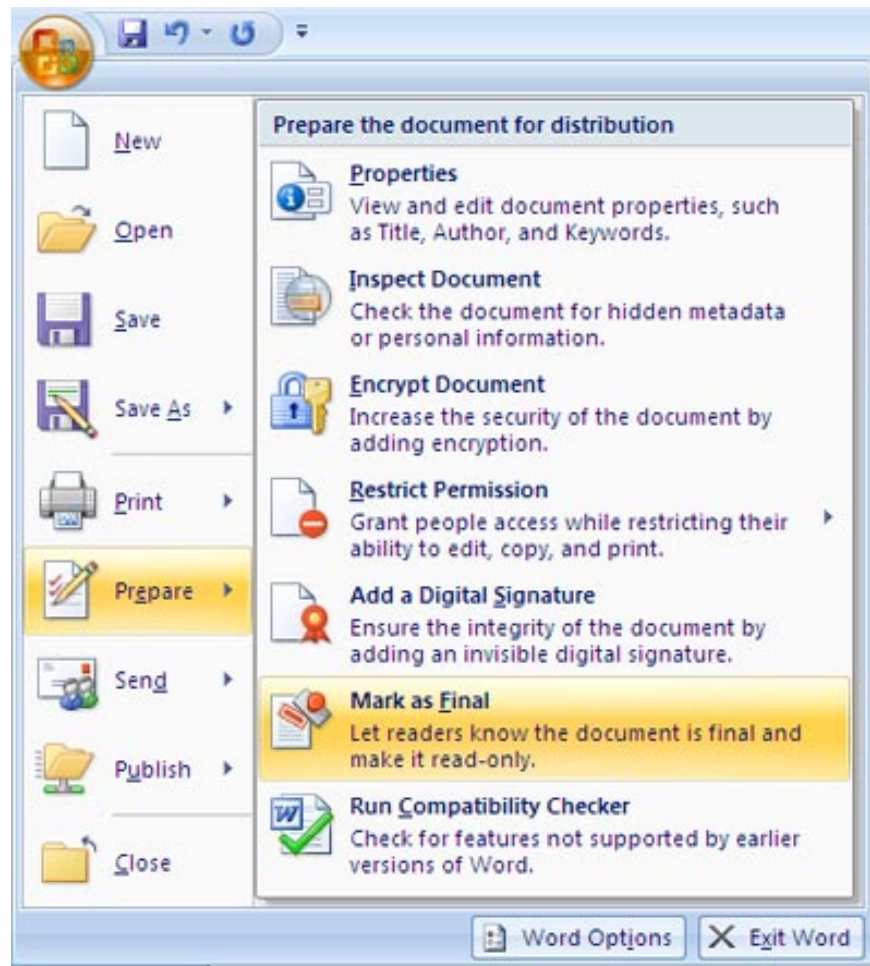 New
Open
Save
Save As
Print
Prepare
Send
Publish
Close
Prepare the document for distribution
Properties
View and edit document properties, such
as Title, Author, and Keywords.
Inspect Document
Check the document for hidden metadata
or personal information.
Encrypt Document
Increase the security of the document by
adding encryption.
Restrict Permission
Grant people access while restricting their
ability to edit, copy, and print.
Add a Digital Signature
Ensure the integrity of the document by
adding an invisible digital signature.
Mark as Final
Let readers know the document is final and
make it read-only.
Run Compatibility Checker
Check for features not supported by earlier
versions of Word.
Word Options
Exit Word